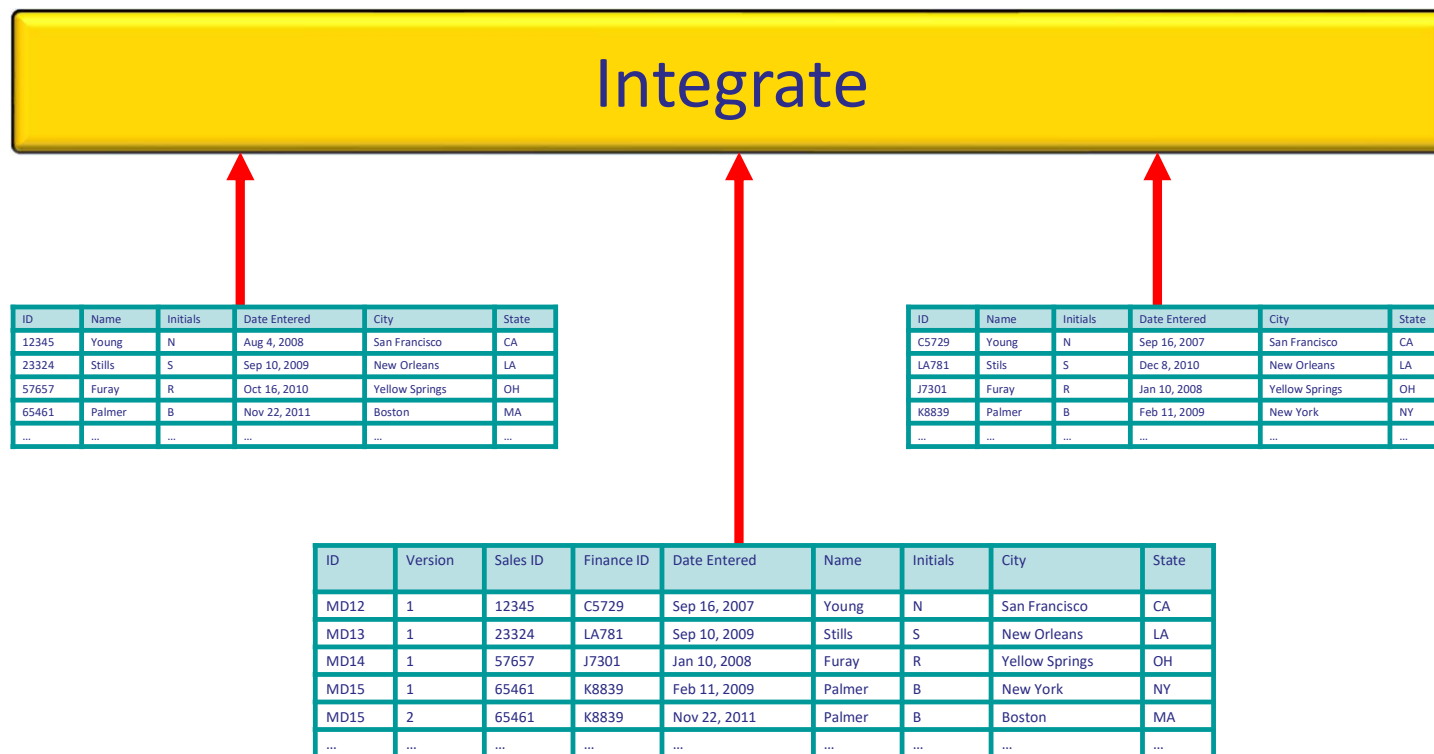 Integrate
ID Name Initials Date Entered City State
12345 Young N Aug 4, 2008 San Francisco CA
23324 Stills S Sep 10, 2009 New Orleans LA
57657 Furay R Oct 16, 2010 Yellow Springs OH
65461 Palmer B Nov 22, 2011 Boston MA
... ... ... ... ... ...
ID Name Initials Date Entered City State
C5729 Young N Sep 16, 2007 San Francisco CA
LA781 Stils S Dec 8, 2010 New Orleans LA
J7301 Furay R Jan 10, 2008 Yellow Springs OH
K8839 Palmer B Feb 11, 2009 New York NY
... ... ... ... ... ...
ID Version Sales ID Finance ID Date Entered Name Initials City State
MD12 1 12345 C5729 Sep 16, 2007 Young N San Francisco CA
MD13 1 23324 LA781 Sep 10, 2009 Stills S New Orleans LA
MD14 1 57657 J7301 Jan 10, 2008 Furay R Yellow Springs OH
MD15 1 65461 K8839 Feb 11, 2009 Palmer B New York NY
MD15 2 65461 K8839 Nov 22, 2011 Palmer B Boston MA
... ... ... ... ... ... ... ... ...